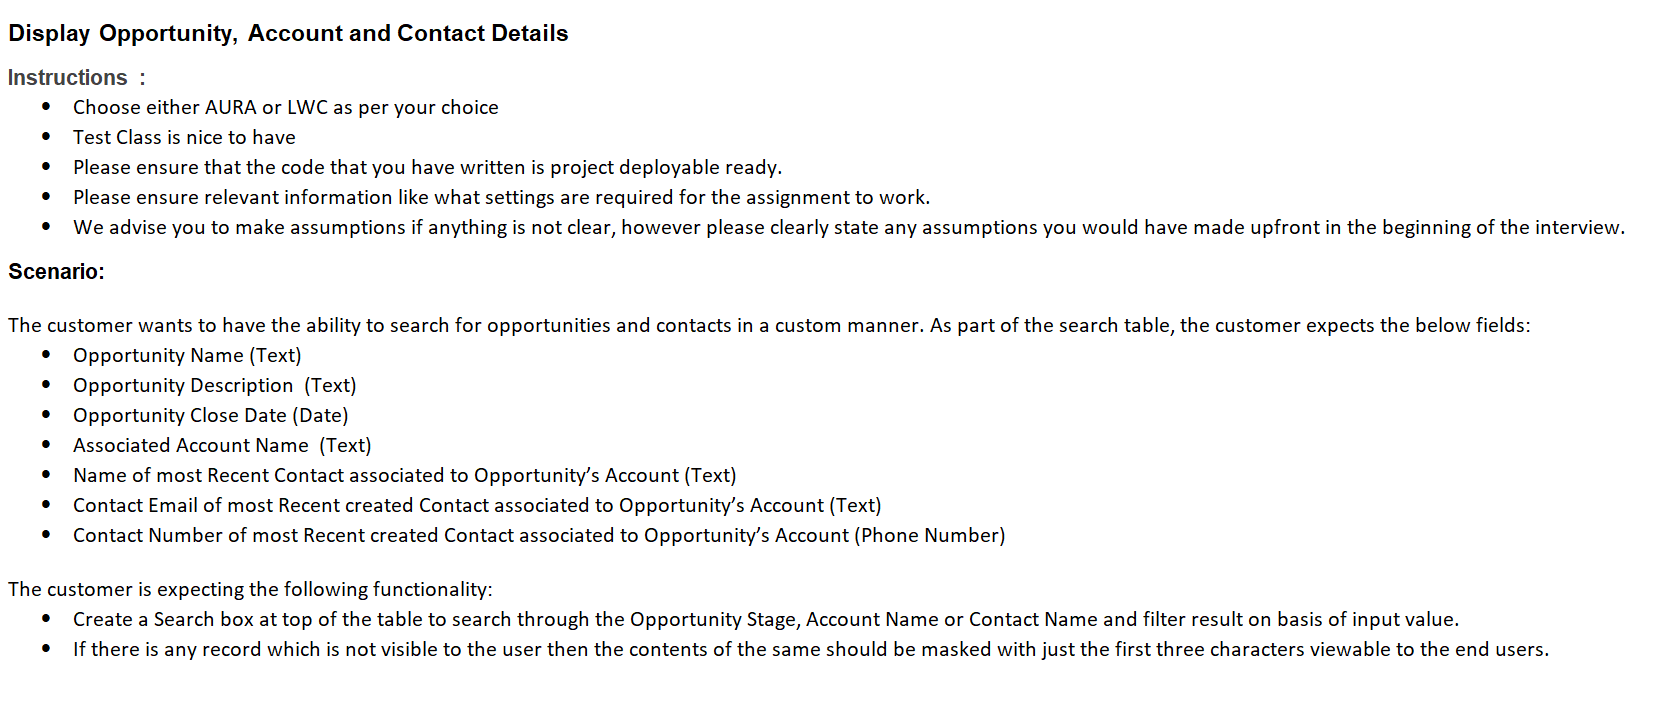 Display Opportunity, Account and Contact Details
Instructions :
• Choose either AURA or LWC as per your choice
• Test Class is nice to have
• Please ensure that the code that you have written is project deployable ready.
• Please ensure relevant information like what settings are required for the assignment to work.
• We advise you to make assumptions if anything is not clear, however please clearly state any assumptions you would have made upfront in the beginning of the interview.
Scenario:
The customer wants to have the ability to search for opportunities and contacts in a custom manner. As part of the search table, the customer expects the below fields:
• Opportunity Name (Text)
• Opportunity Description (Text)
• Opportunity Close Date (Date)
• Associated Account Name (Text)
• Name of most Recent Contact associated to Opportunity’s Account (Text)
• Contact Email of most Recent created Contact associated to Opportunity’s Account (Text)
• Contact Number of most Recent created Contact associated to Opportunity’s Account (Phone Number)
The customer is expecting the following functionality:
• Create a Search box at top of the table to search through the Opportunity Stage, Account Name or Contact Name and filter result on basis of input value.
• If there is any record which is not visible to the user then the contents of the same should be masked with just the first three characters viewable to the end users.